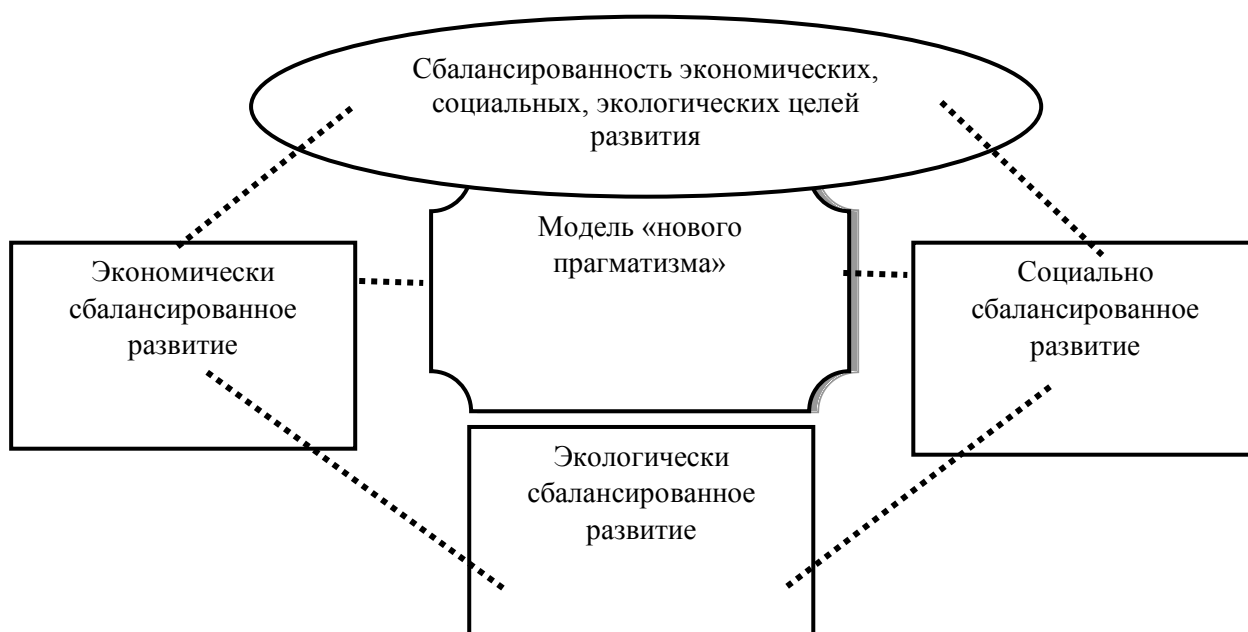 Сбалансированность экономических,
социальных, экологических целей
развития
Модель «нового
прагматизма»
Экономически
сбалансированное
развитие
Социально
сбалансированное
развитие
Экологически
сбалансированное
развитие